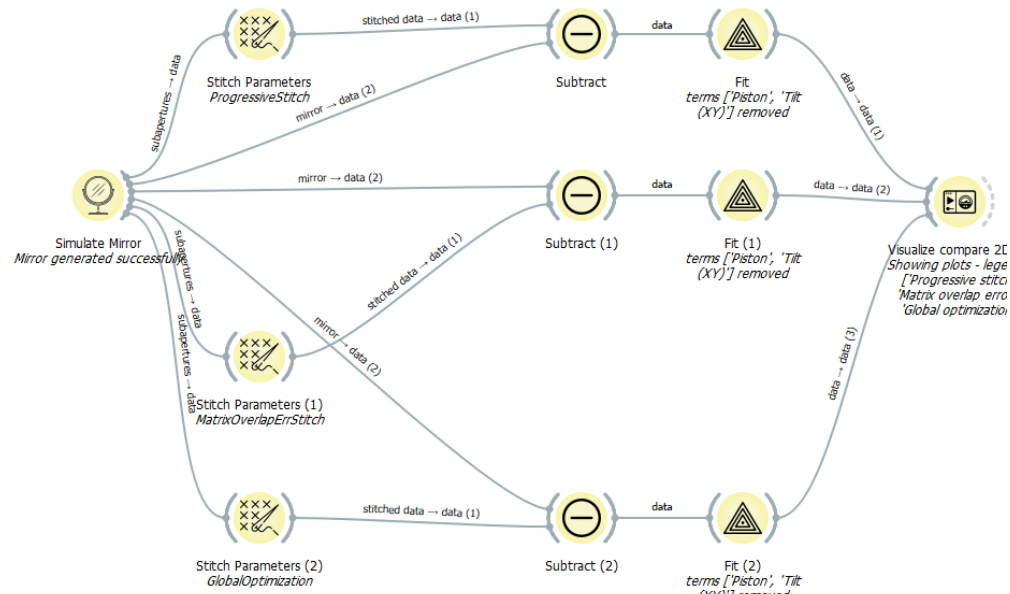 stitched data → data (1)
data
subapertures → data
Stitch Parameters
ProgressiveStitch
mirror → data (2)
Subtract
Fit
terms ['Piston', 'Tilt
(XY)'] removed
data → data (1)
mirror → data (2)
data
data → data (2)
Simulate Mirror
Mirror generated successfully
subapertures → data
stitched data → data (1)
Subtract (1)
Fit (1)
terms ['Piston', 'Tilt
(XY)'] removed
Visualize compare 2D
Showing plots - lege
['Progressive stitc
'Matrix overlap erro
'Global optimization
subapertures → data
mirror → data (2)
data → data (3)
Stitch Parameters (1)
MatrixOverlapErrStitch
stitched data → data (1)
data
Stitch Parameters (2)
GlobalOptimization
Subtract (2)
Fit (2)
terms ['Piston', 'Tilt
(XY)'] removed